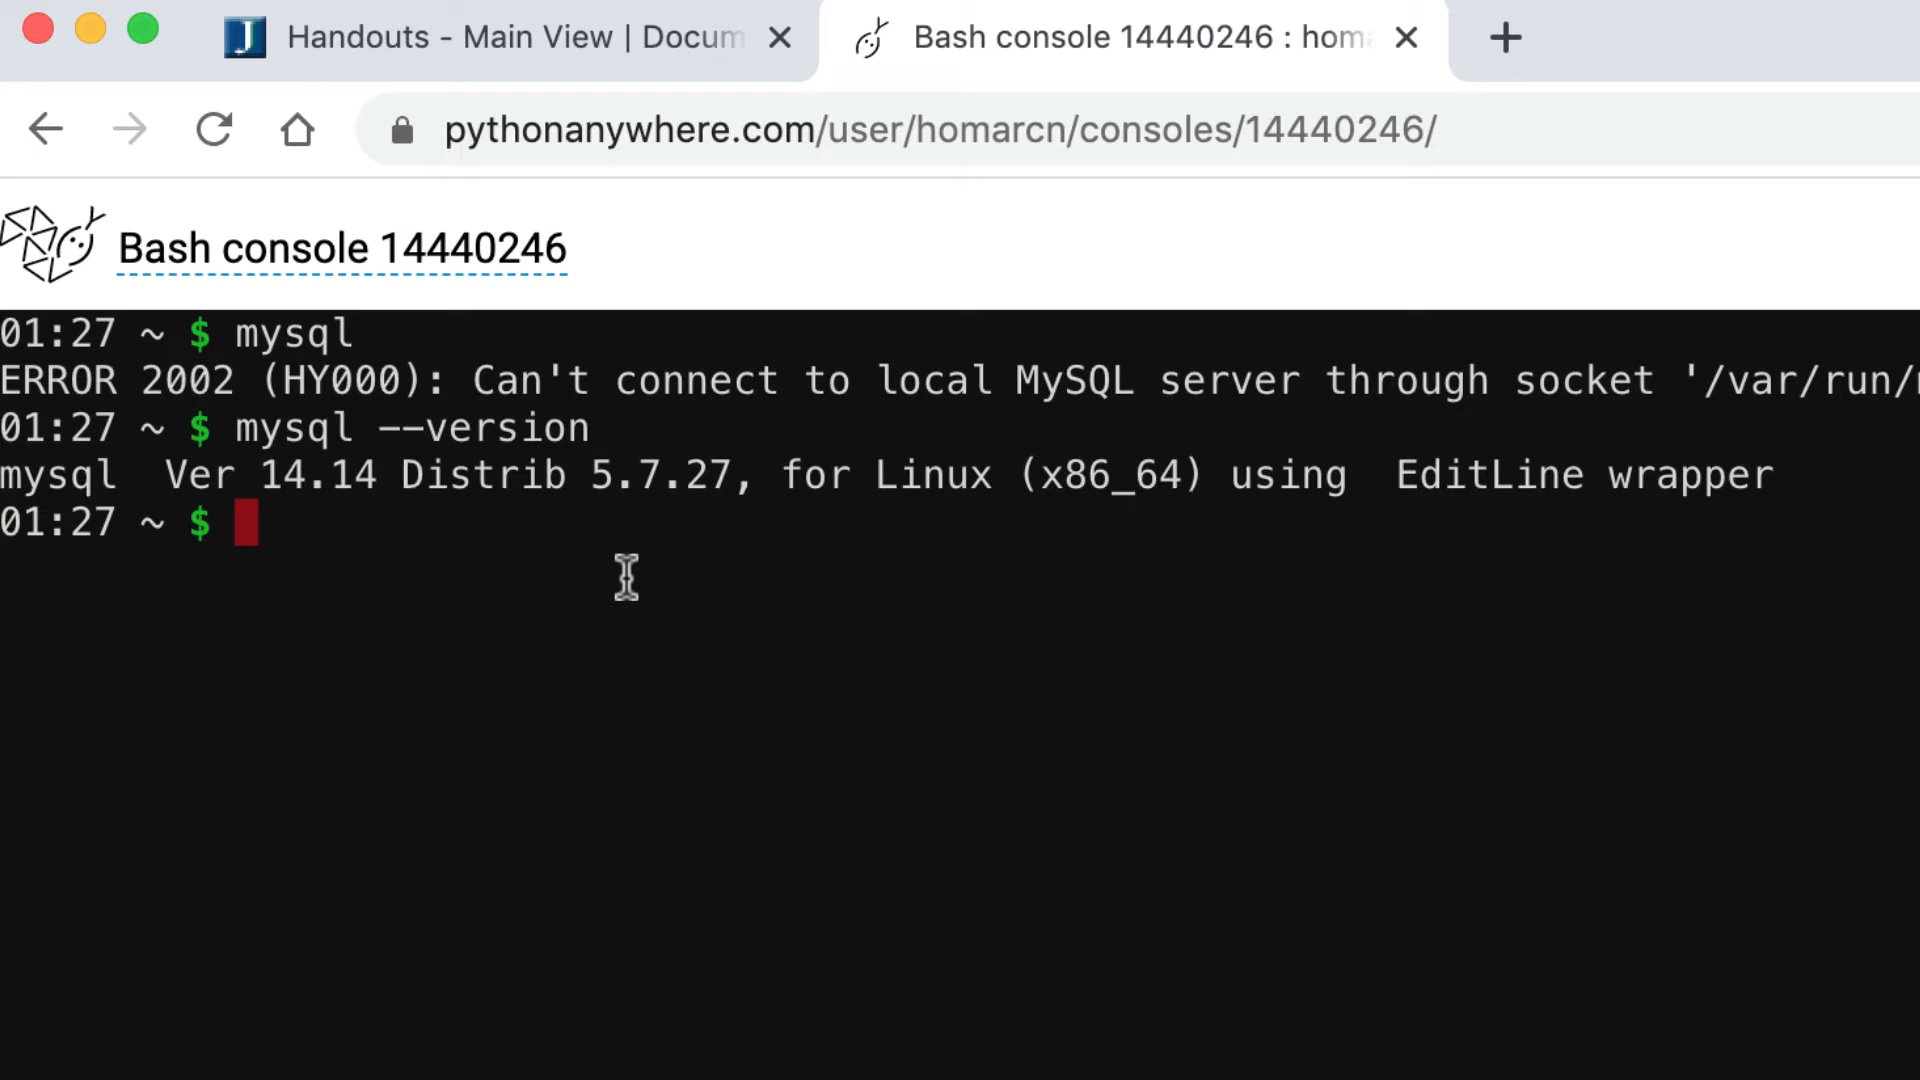 Handouts - Main View | Docum
Bash console 14440246 : hom
pythonanywhere.com/user/homarcn/consoles/14440246/
Bash console 14440246
01:27 ~ $ mysql
ERROR 2002 (HY000): Can't connect to local MySQL server through socket '/var/run/
01:27 ~ $ mysql --version
mysql  Ver 14.14 Distrib 5.7.27, for Linux (x86_64) using  EditLine wrapper
01:27 ~ $